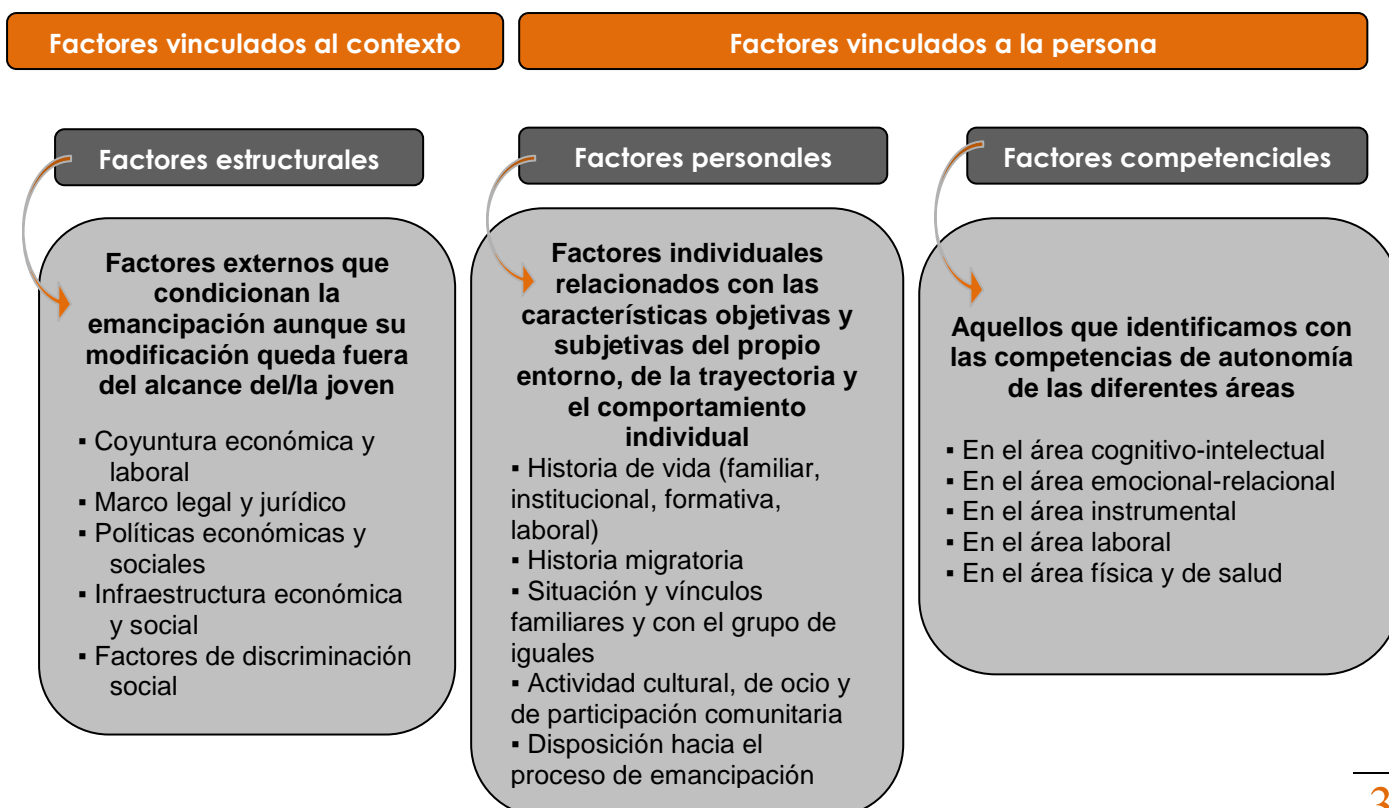 Factores vinculados al contexto
Factores vinculados a la persona
Factores estructurales
Factores externos que
condicionan la
emancipación aunque su
modificación queda fuera
del alcance del/la joven
▪ Coyuntura económica y
laboral
▪ Marco legal y jurídico
▪ Políticas económicas y
sociales
▪ Infraestructura económica
y social
▪ Factores de discriminación
social
Factores personales
Factores individuales
relacionados con las
características objetivas y
subjetivas del propio
entorno, de la trayectoria y
el comportamiento
individual
▪ Historia de vida (familiar,
institucional, formativa,
laboral)
▪ Historia migratoria
▪ Situación y vínculos
familiares y con el grupo de
iguales
▪ Actividad cultural, de ocio y
de participación comunitaria
▪ Disposición hacia el
proceso de emancipación
Factores competenciales
Aquellos que identificamos con
las competencias de autonomía
de las diferentes áreas
▪ En el área cognitivo-intelectual
▪ En el área emocional-relacional
▪ En el área instrumental
▪ En el área laboral
▪ En el área física y de salud